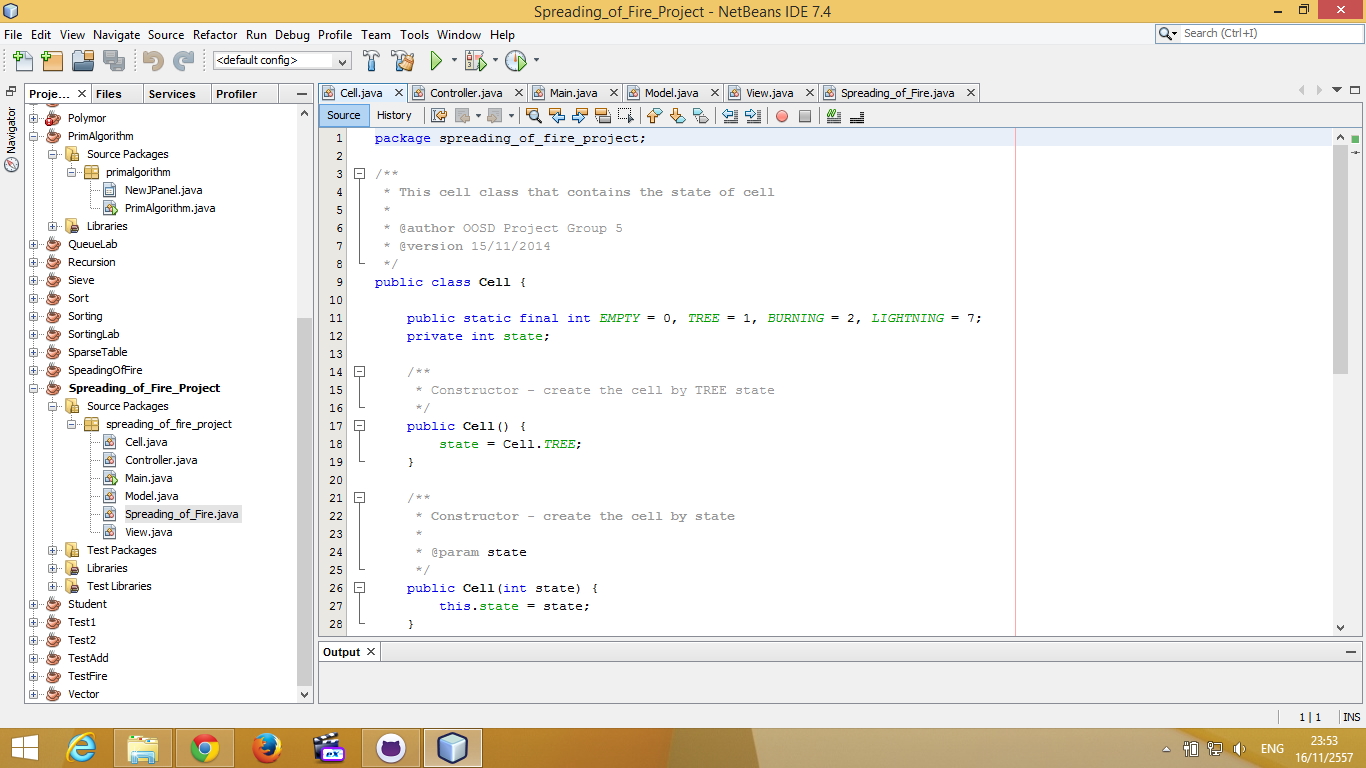 Spreading_of_Fire_Project - NetBeans IDE 7.4
File Edit View Navigate Source Refactor Run Debug Profile Team Tools Window Help
Search (Ctrl+I)
<default config>
Navigator
Proje... Files Services Profiler
Polymor
PrimAlgorithm
Source Packages
primalgorithm
NewJPanel.java
PrimAlgorithm.java
Libraries
QueueLab
Recursion
Sieve
Sort
Sorting
SortingLab
SparseTable
SpeadingOfFire
Spreading_of_Fire_Project
Source Packages
spreading_of_fire_project
Cell.java
Controller.java
Main.java
Model.java
Spreading_of_Fire.java
View.java
Test Packages
Libraries
Test Libraries
Student
Test1
Test2
TestAdd
TestFire
Vector
Cell.java Controller.java Main.java Model.java View.java Spreading_of_Fire.java
Source History
1 package spreading_of_fire_project;
2
3 /**
4 * This cell class that contains the state of cell
5 *
6 * @author OOSD Project Group 5
7 * @version 15/11/2014
8 */
9 public class Cell {
10
11 public static final int EMPTY = 0, TREE = 1, BURNING = 2, LIGHTNING = 7;
12 private int state;
13
14 /**
15 * Constructor - create the cell by TREE state
16 */
17 public Cell() {
18 state = Cell.TREE;
19 }
20
21 /**
22 * Constructor - create the cell by state
23 *
24 * @param state
25 */
26 public Cell(int state) {
27 this.state = state;
28 }
Output
1 | 1 INS
ex
ENG
23:53
16/11/2557